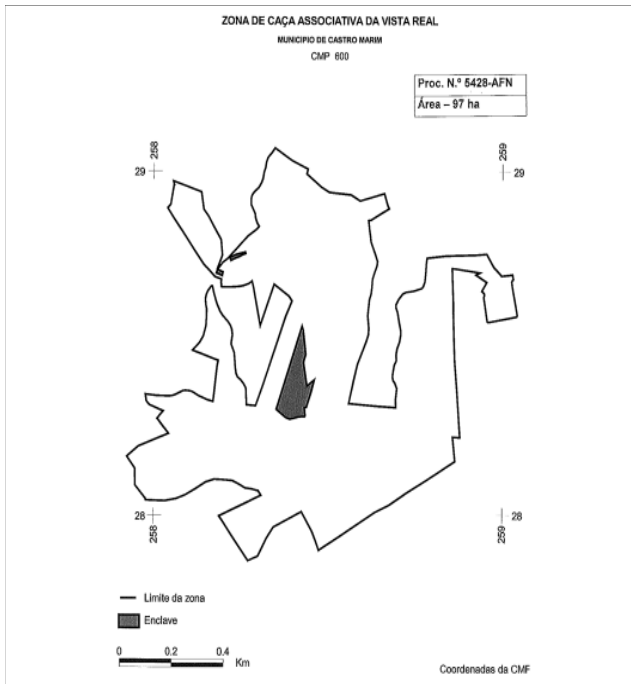 ZONA DE CAÇA ASSOCIATIVA DA VISTA REAL
MUNICIPIO DE CASTRO MARIM
CMP 600
Proc. N.º 5428-AFN
Área – 97 ha
258
259
29
29
28
28
258
259
Limite da zona
Enclave
0 0.2 0.4
Km
Coordenadas da CMF